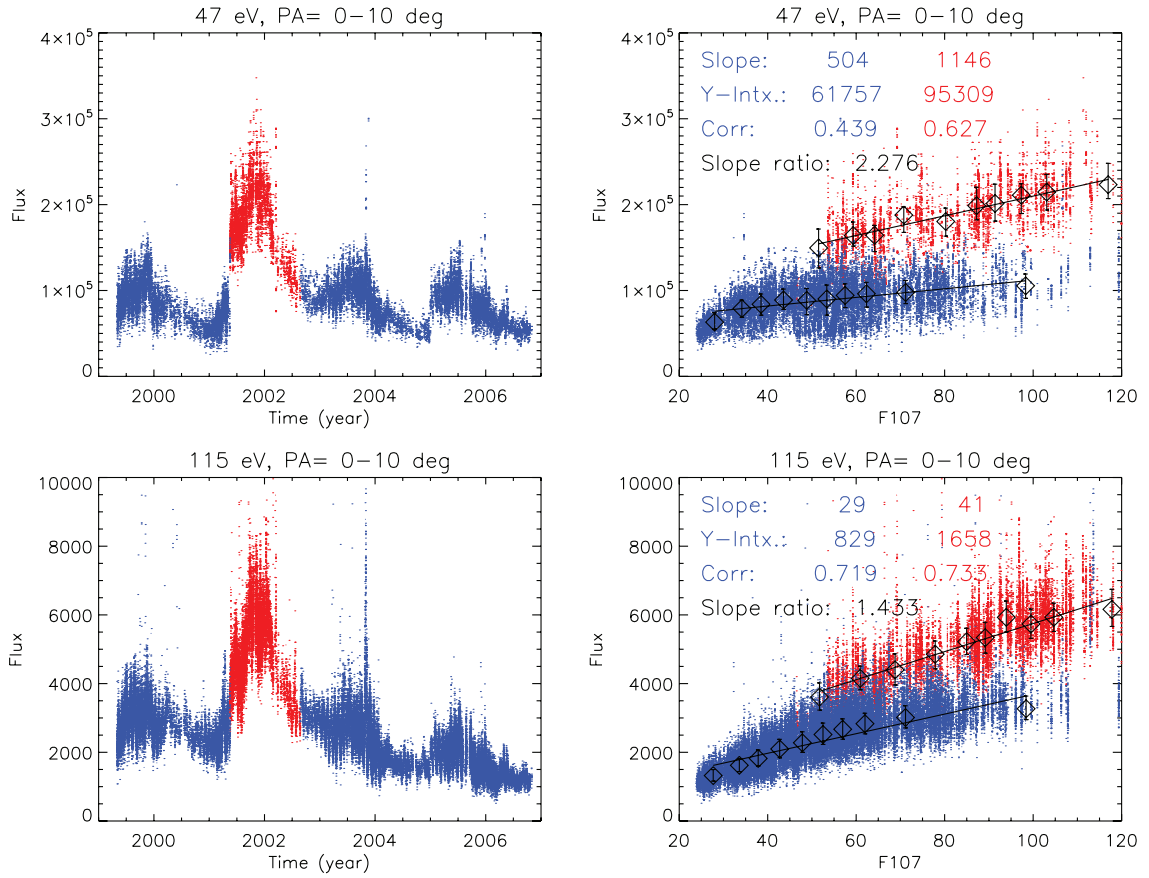 47 eV, PA= 0−10 deg
4×10⁵
3×10⁵
2×10⁵
1×10⁵
0
Flux
2000 2002 2004 2006
Time (year)
47 eV, PA= 0−10 deg
4×10⁵
3×10⁵
2×10⁵
1×10⁵
0
Flux
Slope: 504 1146
Y−Intx.: 61757 95309
Corr: 0.439 0.627
Slope ratio: 2.276
20 40 60 80 100 120
F107
115 eV, PA= 0−10 deg
10000
8000
6000
4000
2000
0
Flux
2000 2002 2004 2006
Time (year)
115 eV, PA= 0−10 deg
10000
8000
6000
4000
2000
0
Flux
Slope: 29 41
Y−Intx.: 829 1658
Corr: 0.719 0.733
Slope ratio: 1.433
20 40 60 80 100 120
F107